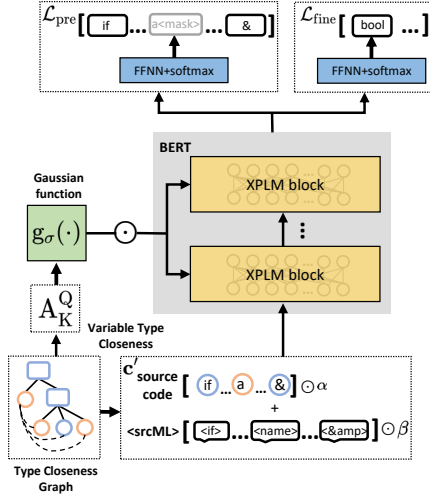 ℒpre [ if ... a<mask> ... & ]
ℒfine [ bool ... ]
FFNN+softmax
FFNN+softmax
BERT
XPLM block
Gaussian
function
gσ(·)
⊙
XPLM block
A_K^Q
Variable Type
Closeness
c′ source
code [ if ... a ... & ] ⊙ α
+
<srcML> [ <if> ... <name> ... <&amp> ] ⊙ β
Type Closeness
Graph